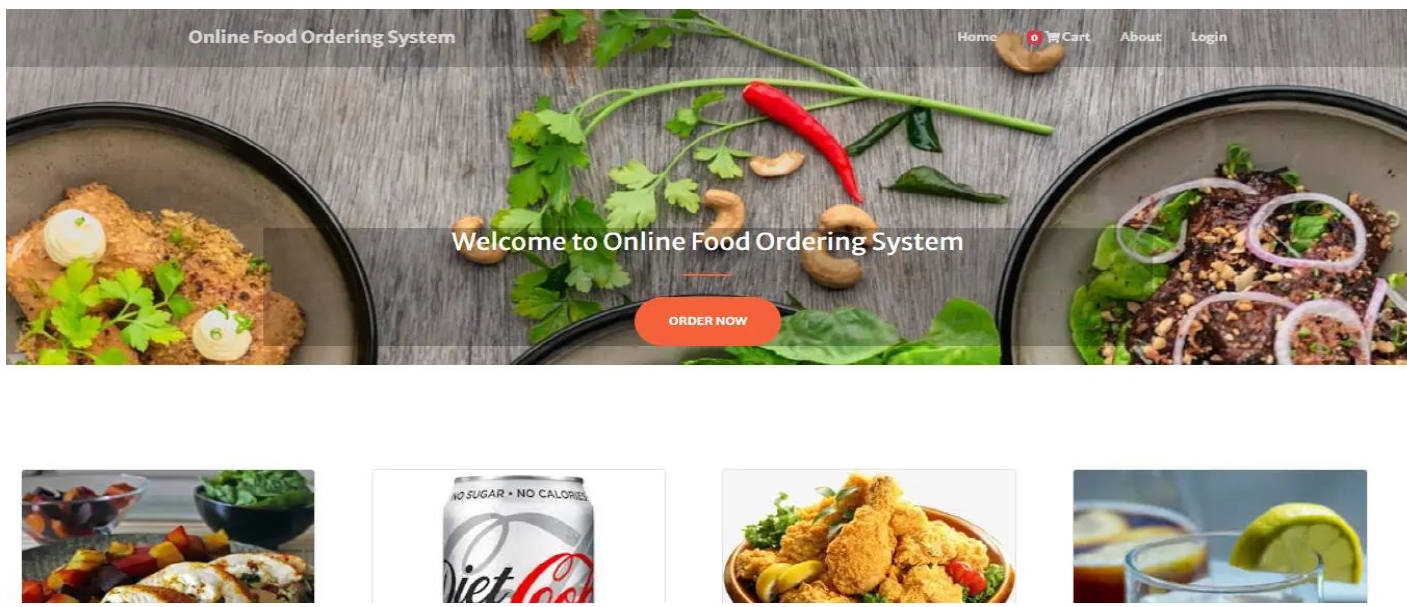 Online Food Ordering System
Home 0 Cart About Login
Welcome to Online Food Ordering System
ORDER NOW
NO SUGAR • NO CALORIES
Diet Co